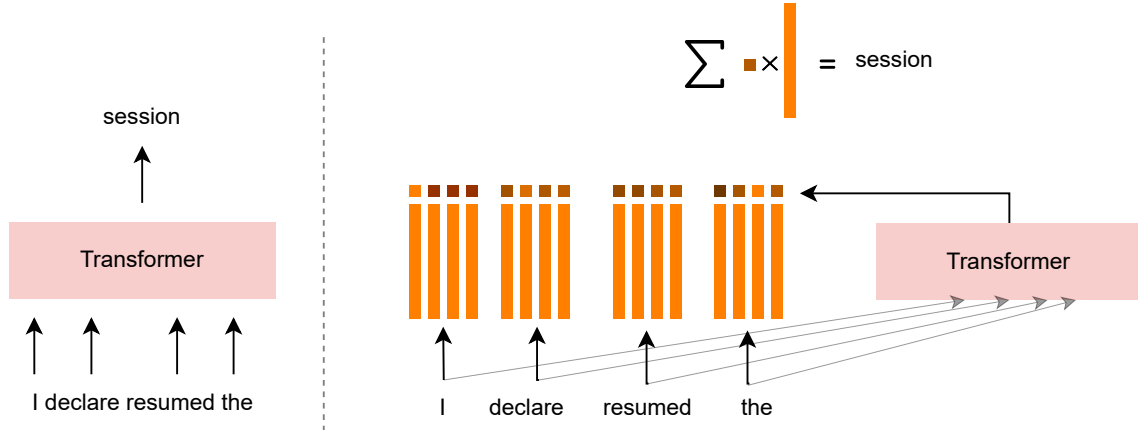 session
Transformer
I declare resumed the
∑ × = session
Transformer
I declare resumed the